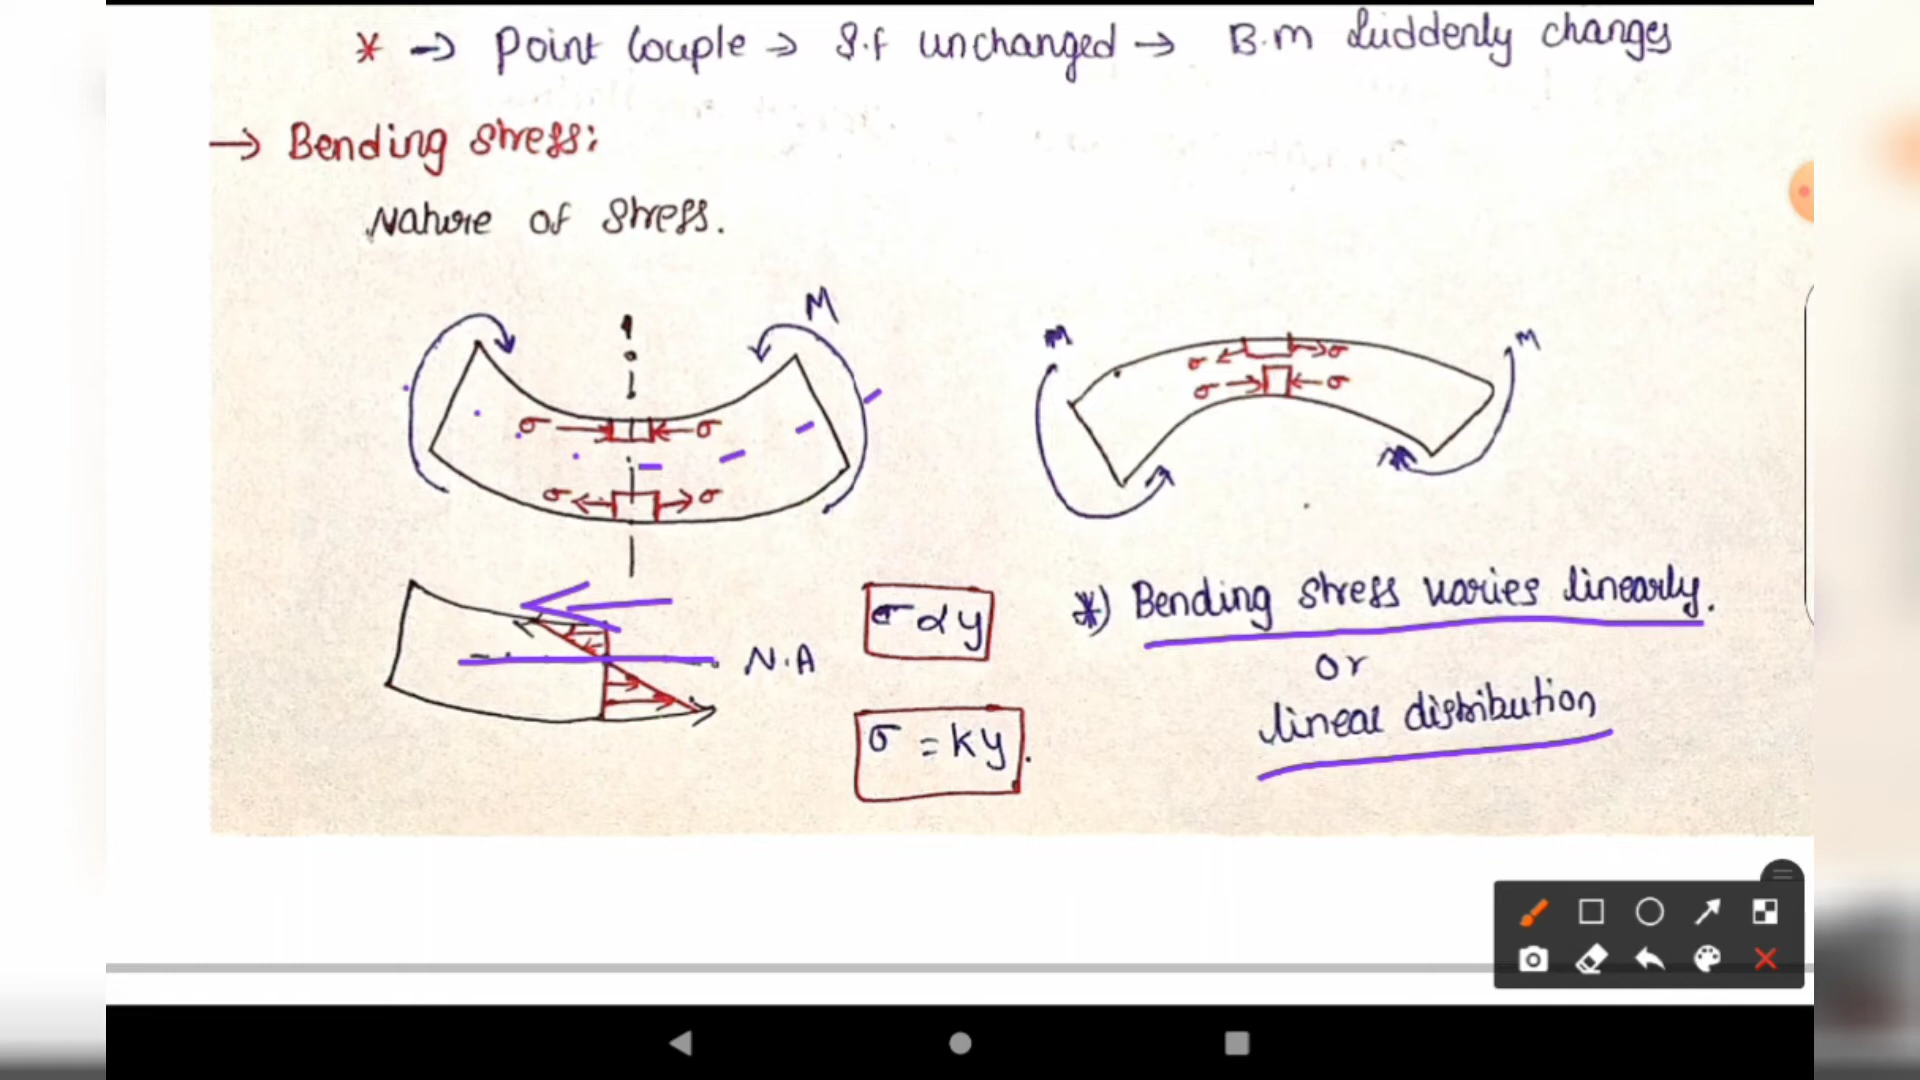 * → Point Couple → S.f unchanged → B.m Suddenly changes
→ Bending Stress:
Nature of Stress.
M
σ σ
σ σ
M M
σ σ
σ σ
N.A
σ α y
σ = ky.
*) Bending stress varies linearly.
or
linear distribution